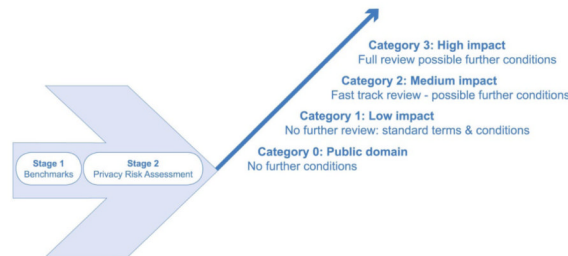 Category 3: High impact
Full review possible further conditions
Category 2: Medium impact
Fast track review - possible further conditions
Category 1: Low impact
No further review: standard terms & conditions
Category 0: Public domain
No further conditions
Stage 1
Benchmarks
Stage 2
Privacy Risk Assessment